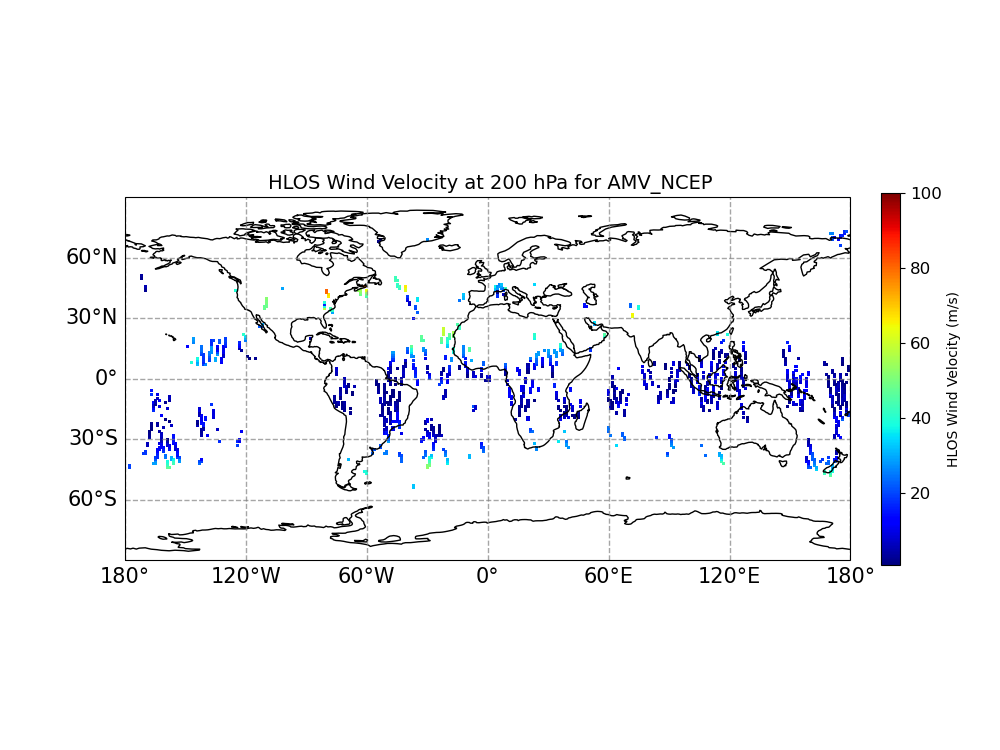 HLOS Wind Velocity at 200 hPa for AMV_NCEP
60°N
30°N
0°
30°S
60°S
180°
120°W
60°W
0°
60°E
120°E
180°
100
80
60
40
20
HLOS Wind Velocity (m/s)